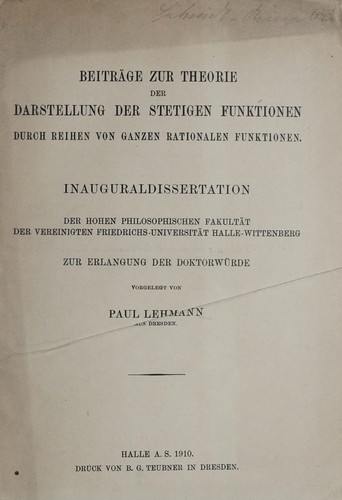 BEITRÄGE ZUR THEORIE
DER
DARSTELLUNG DER STETIGEN FUNKTIONEN
DURCH REIHEN VON GANZEN RATIONALEN FUNKTIONEN.
INAUGURALDISSERTATION
DER HOHEN PHILOSOPHISCHEN FAKULTÄT
DER VEREINIGTEN FRIEDRICHS-UNIVERSITÄT HALLE-WITTENBERG
ZUR ERLANGUNG DER DOKTORWÜRDE
VORGELEGT VON
PAUL LEHMANN
AUS DRESDEN.
HALLE A. S. 1910.
DRUCK VON B. G. TEUBNER IN DRESDEN.